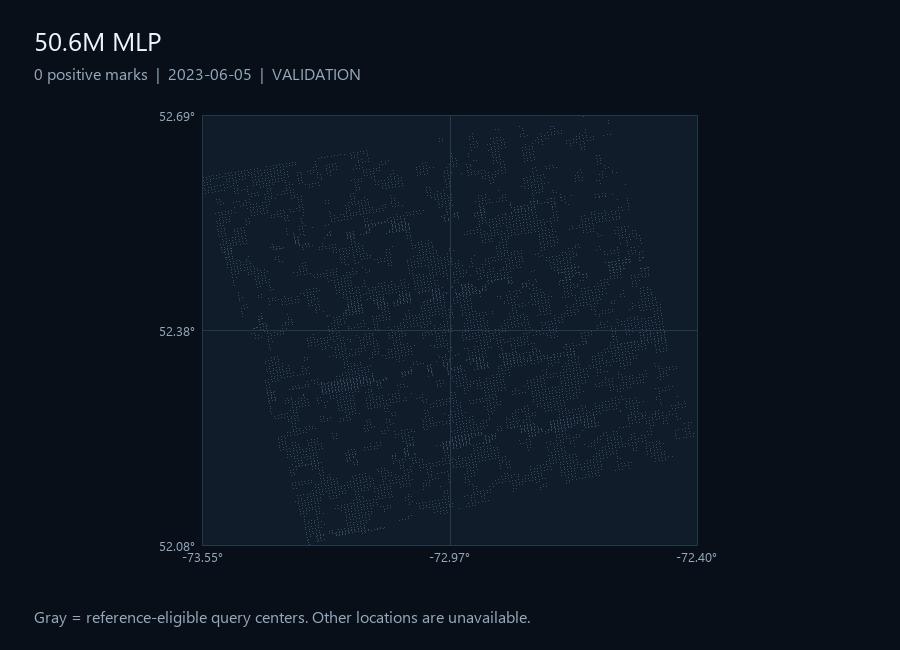 50.6M MLP
0 positive marks | 2023-06-05 | VALIDATION
52.69°
52.38°
52.08°
-73.55°
-72.97°
-72.40°
Gray = reference-eligible query centers. Other locations are unavailable.